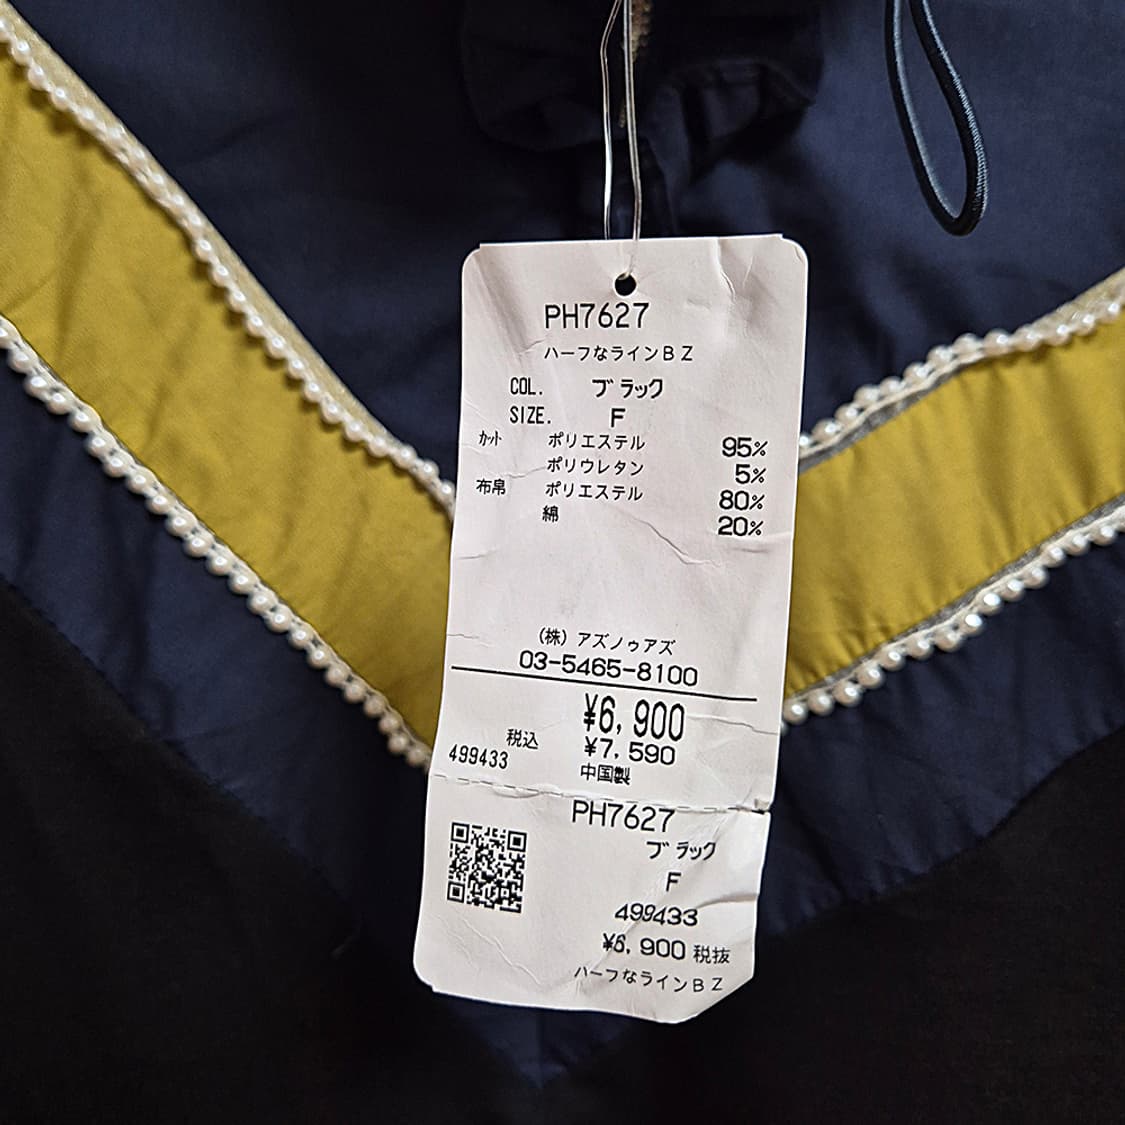 PH7627
ハーフなラインＢＺ
COL. ブラック
SIZE. F
ｶｯﾄ ポリエステル 95%
ポリウレタン 5%
布帛 ポリエステル 80%
綿 20%
(株) アズノゥアズ
03-5465-8100
¥6,900
税込 ¥7,590
499433 中国製
PH7627
ブラック
F
499433
¥6,900 税抜
ハーフなラインＢＺ